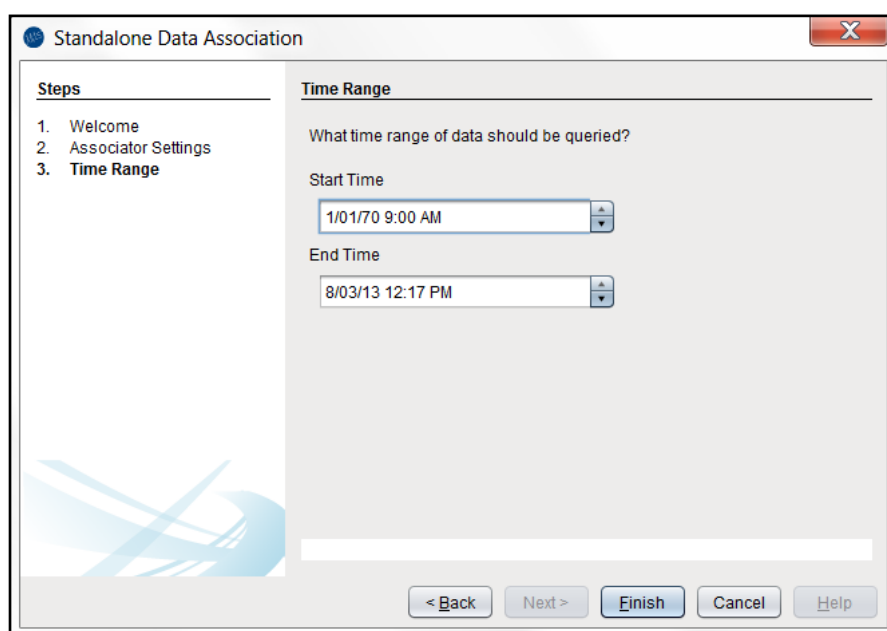 Standalone Data Association
Steps
1. Welcome
2. Associator Settings
3. Time Range
Time Range
What time range of data should be queried?
Start Time
1/01/70 9:00 AM
End Time
8/03/13 12:17 PM
< Back
Next >
Finish
Cancel
Help